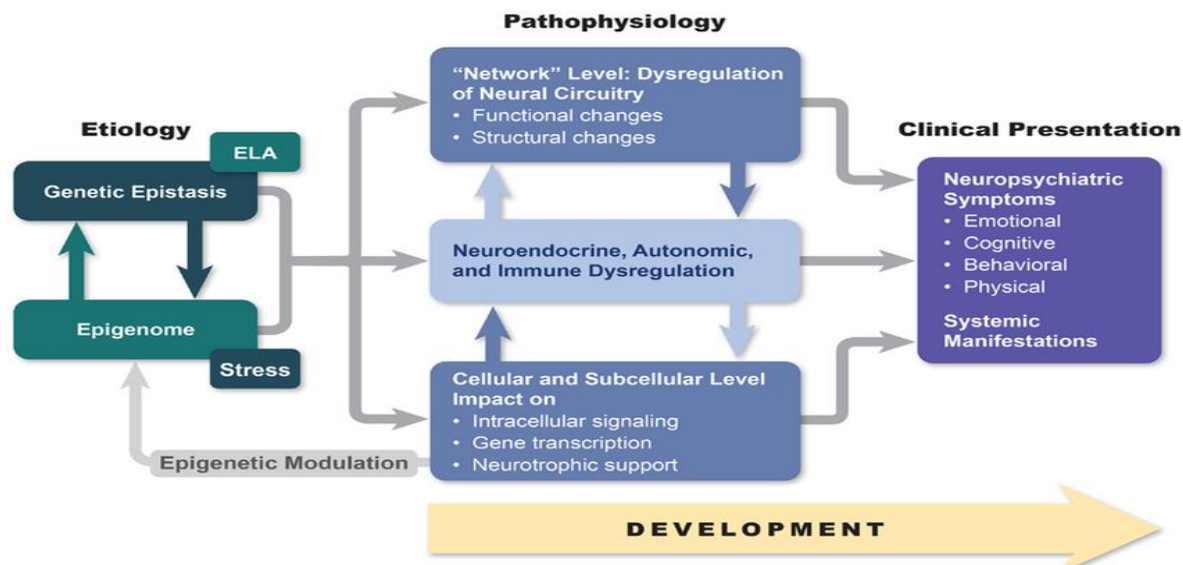 Pathophysiology
Etiology
ELA
Genetic Epistasis
Epigenome
Stress
Epigenetic Modulation
“Network” Level: Dysregulation
of Neural Circuitry
• Functional changes
• Structural changes
Neuroendocrine, Autonomic,
and Immune Dysregulation
Cellular and Subcellular Level
Impact on
• Intracellular signaling
• Gene transcription
• Neurotrophic support
Clinical Presentation
Neuropsychiatric
Symptoms
• Emotional
• Cognitive
• Behavioral
• Physical
Systemic
Manifestations
DEVELOPMENT